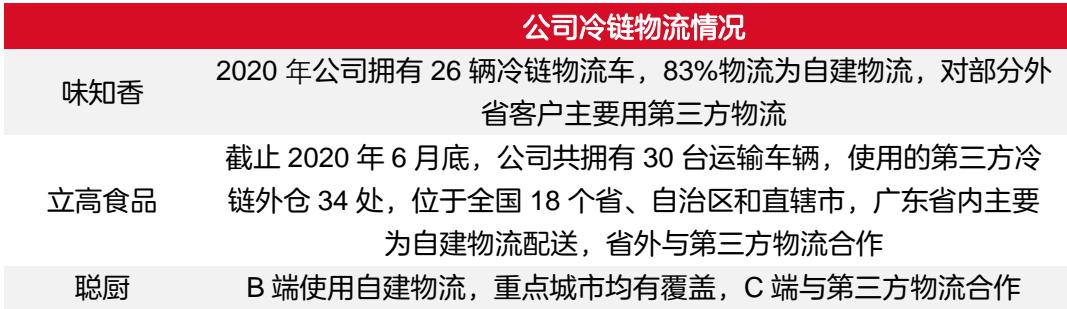 公司冷链物流情况
味知香
2020 年公司拥有 26 辆冷链物流车，83%物流为自建物流，对部分外
省客户主要用第三方物流
立高食品
截止 2020 年 6 月底，公司共拥有 30 台运输车辆，使用的第三方冷
链外仓 34 处，位于全国 18 个省、自治区和直辖市，广东省内主要
为自建物流配送，省外与第三方物流合作
聪厨
B 端使用自建物流，重点城市均有覆盖，C 端与第三方物流合作